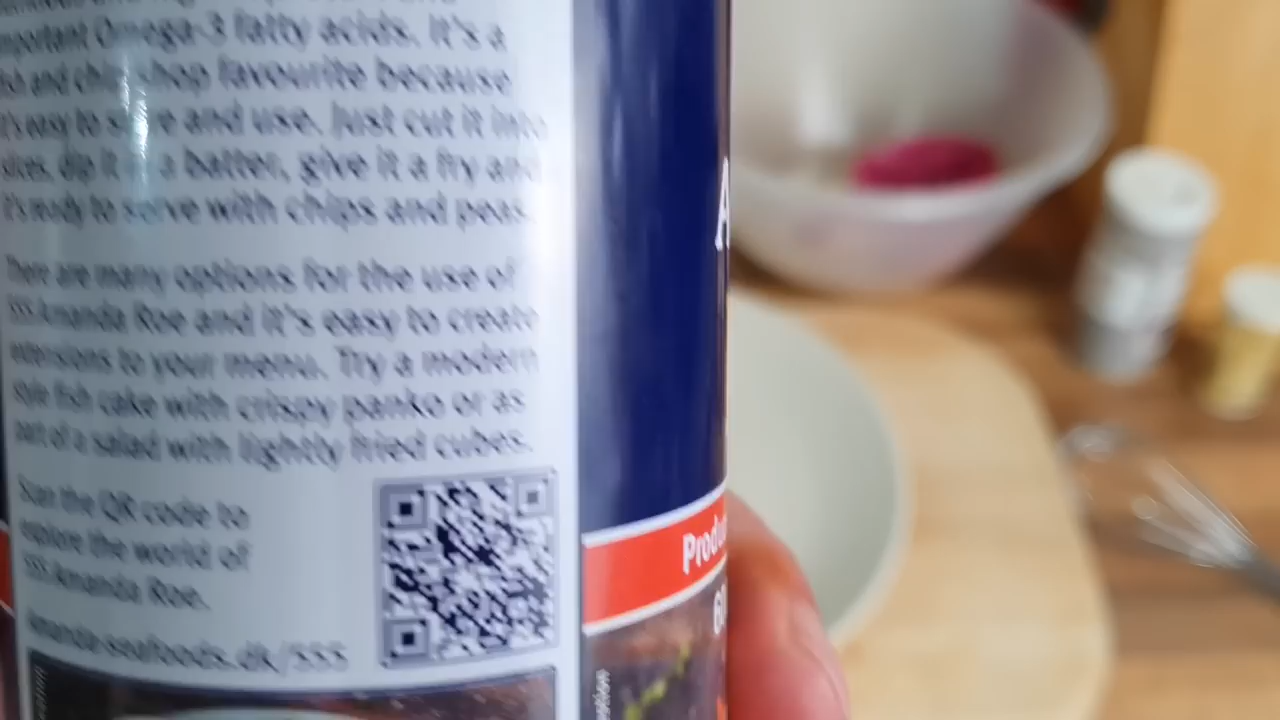 important Omega-3 fatty acids. It's a
fish and chip shop favourite because
it's easy to serve and use. Just cut it into
slices, dip it in a batter, give it a fry and
it's ready to serve with chips and peas.
There are many options for the use of
555 Amanda Roe and it's easy to create
extensions to your menu. Try a modern
style fish cake with crispy panko or as
part of a salad with lightly fried cubes.
Scan the QR code to
explore the world of
555 Amanda Roe.
Amanda-seafoods.dk/555
A
Produ
60